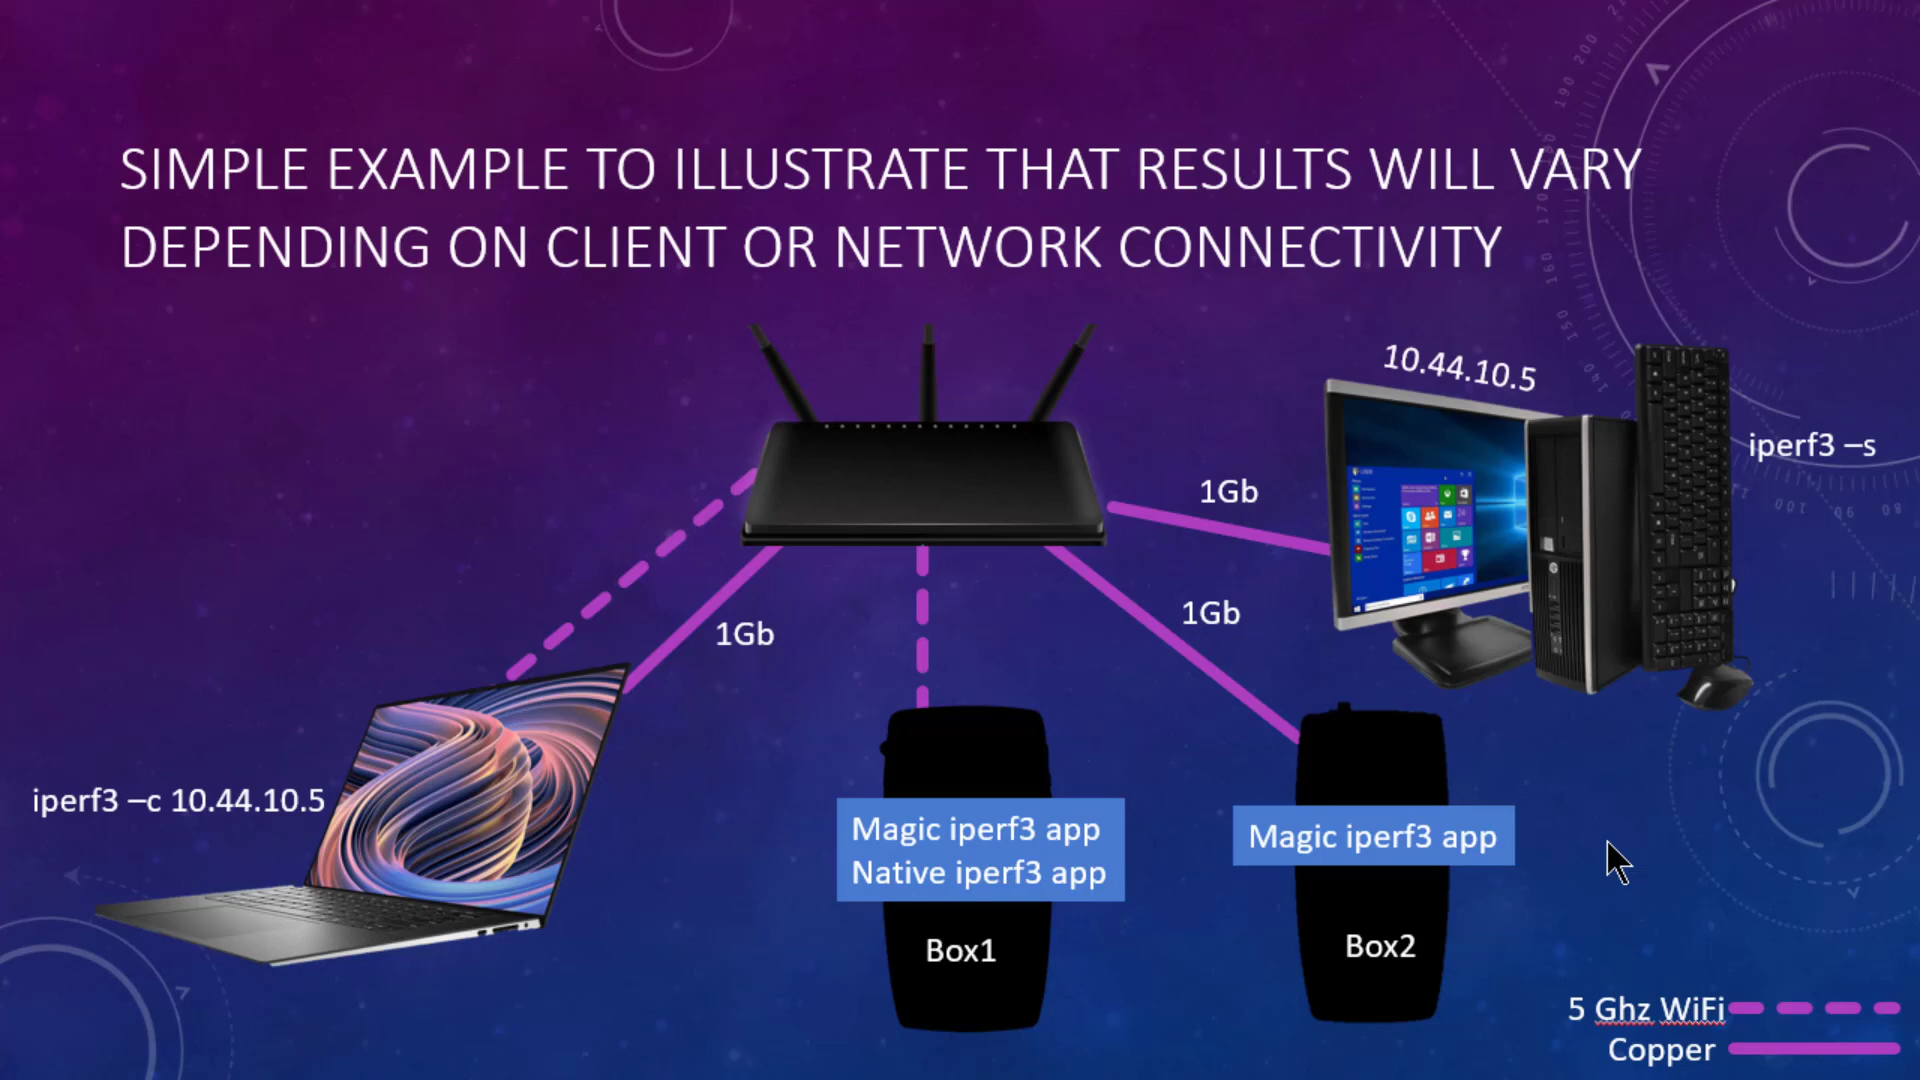 SIMPLE EXAMPLE TO ILLUSTRATE THAT RESULTS WILL VARY
DEPENDING ON CLIENT OR NETWORK CONNECTIVITY
10.44.10.5
iperf3 –s
1Gb
1Gb
1Gb
iperf3 –c 10.44.10.5
Magic iperf3 app
Native iperf3 app
Magic iperf3 app
Box1
Box2
5 Ghz WiFi
Copper